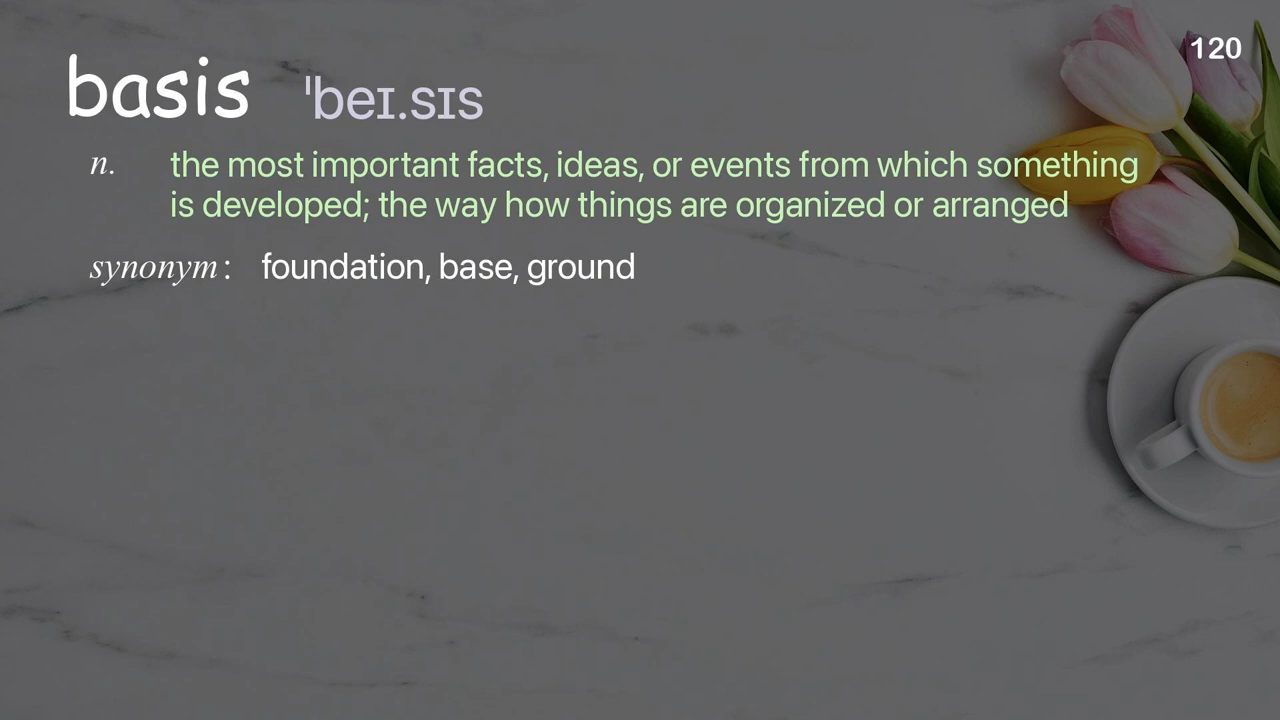 120
basis ˈbeɪ.sɪs
n. the most important facts, ideas, or events from which something
is developed; the way how things are organized or arranged
synonym : foundation, base, ground